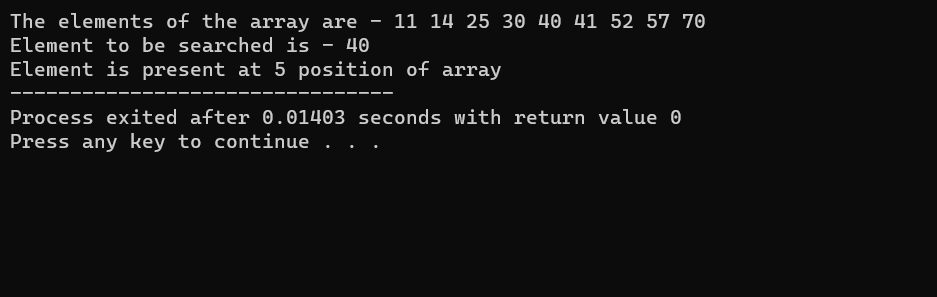 The elements of the array are - 11 14 25 30 40 41 52 57 70
Element to be searched is - 40
Element is present at 5 position of array
--------------------------------
Process exited after 0.01403 seconds with return value 0
Press any key to continue . . .